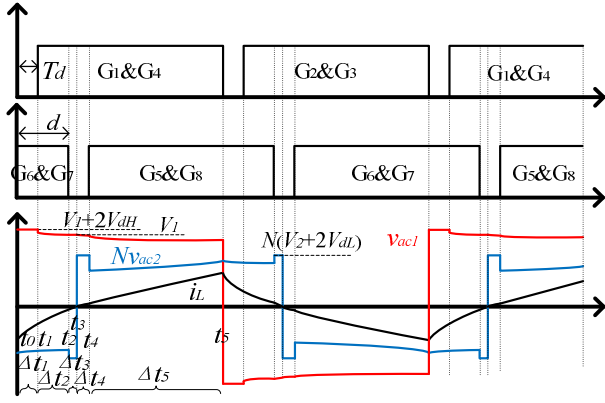 Td G1&G4 G2&G3 G1&G4
d
G6&G7 G5&G8 G6&G7 G5&G8
V1+2VdH V1
Nvac2 N(V2+2VdL) vac1
iL
t0 t1 t2 t3 t4 t5
Δt1 Δt2 Δt3 Δt4 Δt5